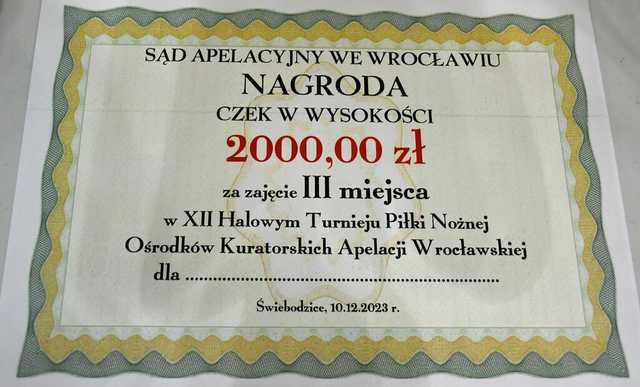 SĄD APELACYJNY WE WROCŁAWIU
NAGRODA
CZEK W WYSOKOŚCI
2000,00 zł
za zajęcie III miejsca
w XII Halowym Turnieju Piłki Nożnej
Ośrodków Kuratorskich Apelacji Wrocławskiej
dla ..............................................................
Świebodzice, 10.12.2023 r.